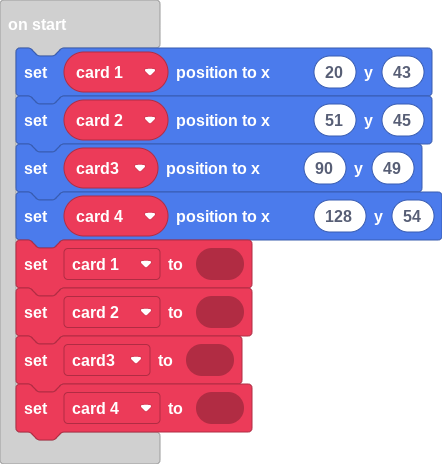 on start
set card 1 position to x 20 y 43
set card 2 position to x 51 y 45
set card3 position to x 90 y 49
set card 4 position to x 128 y 54
set card 1 to
set card 2 to
set card3 to
set card 4 to